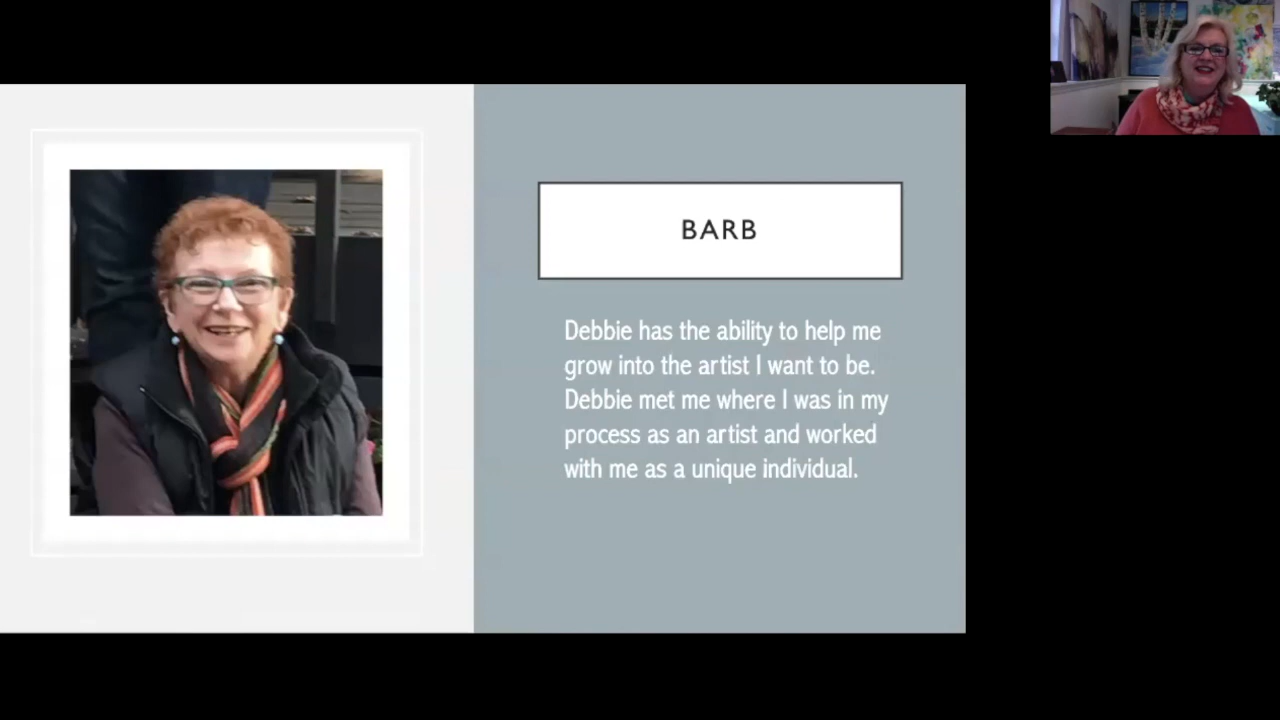 BARB
Debbie has the ability to help me
grow into the artist I want to be.
Debbie met me where I was in my
process as an artist and worked
with me as a unique individual.